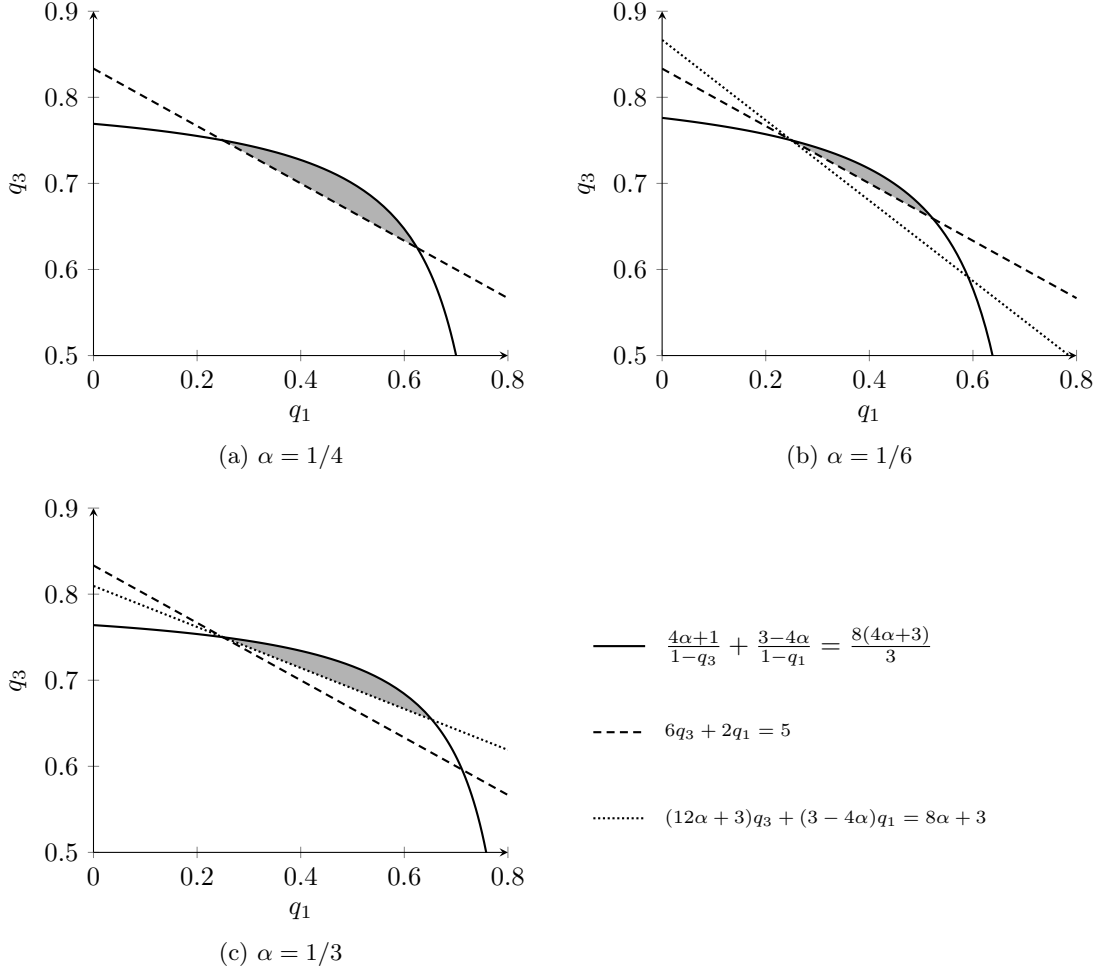 0.9
0.8
0.7
0.6
0.5
q₃
0 0.2 0.4 0.6 0.8
q₁
(a) α = 1/4
0.9
0.8
0.7
0.6
0.5
q₃
0 0.2 0.4 0.6 0.8
q₁
(b) α = 1/6
0.9
0.8
0.7
0.6
0.5
q₃
0 0.2 0.4 0.6 0.8
q₁
(c) α = 1/3
\frac{4α+1}{1−q₃} + \frac{3−4α}{1−q₁} = \frac{8(4α+3)}{3}
6q₃ + 2q₁ = 5
(12α + 3)q₃ + (3 − 4α)q₁ = 8α + 3